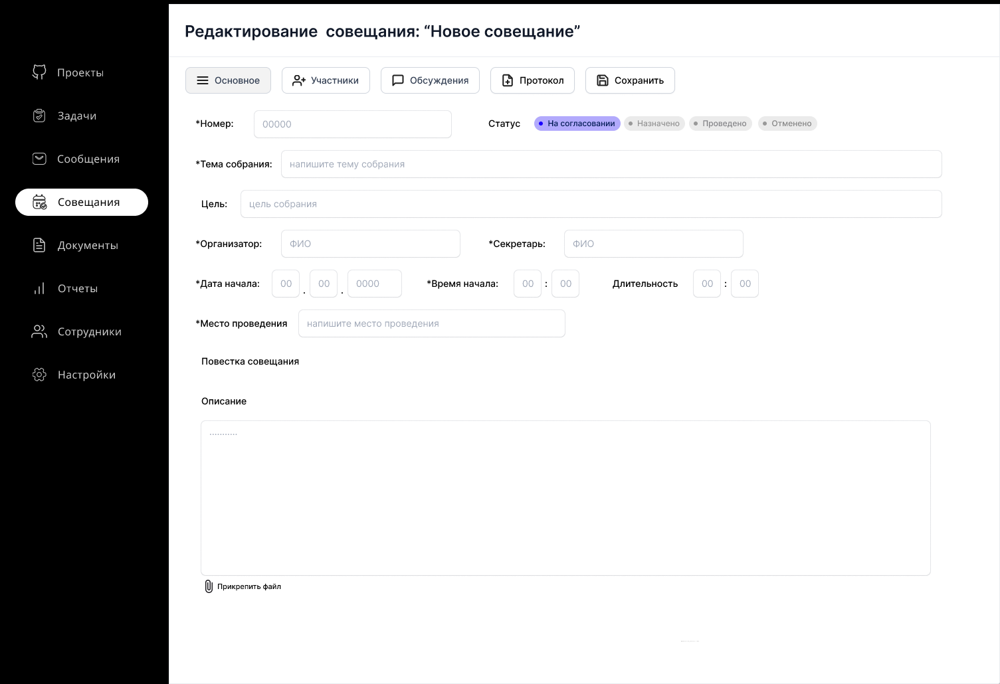 Редактирование совещания: “Новое совещание”
Проекты
Задачи
Сообщения
Совещания
Документы
Отчеты
Сотрудники
Настройки
Основное Участники Обсуждения Протокол Сохранить
*Номер: 00000 Статус На согласовании Назначено Проведено Отменено
*Тема собрания: напишите тему собрания
Цель: цель собрания
*Организатор: ФИО *Секретарь: ФИО
*Дата начала: 00 . 00 . 0000 *Время начала: 00 : 00 Длительность 00 : 00
*Место проведения напишите место проведения
Повестка совещания
Описание
...........
Прикрепить файл